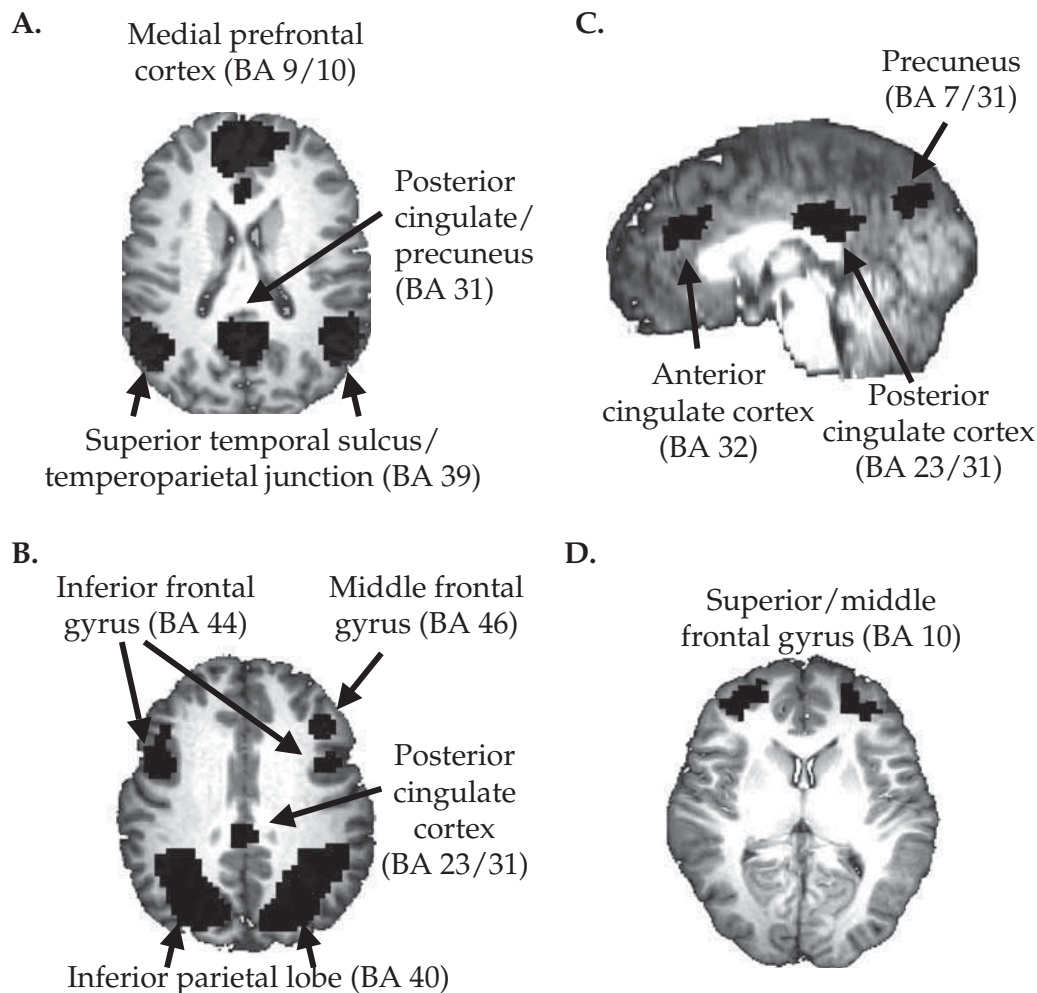 A.
Medial prefrontal
cortex (BA 9/10)
Posterior
cingulate/
precuneus
(BA 31)
Superior temporal sulcus/
temperoparietal junction (BA 39)
C.
Precuneus
(BA 7/31)
Anterior
cingulate cortex
(BA 32)
Posterior
cingulate cortex
(BA 23/31)
B.
Inferior frontal
gyrus (BA 44)
Middle frontal
gyrus (BA 46)
Posterior
cingulate
cortex
(BA 23/31)
Inferior parietal lobe (BA 40)
D.
Superior/middle
frontal gyrus (BA 10)